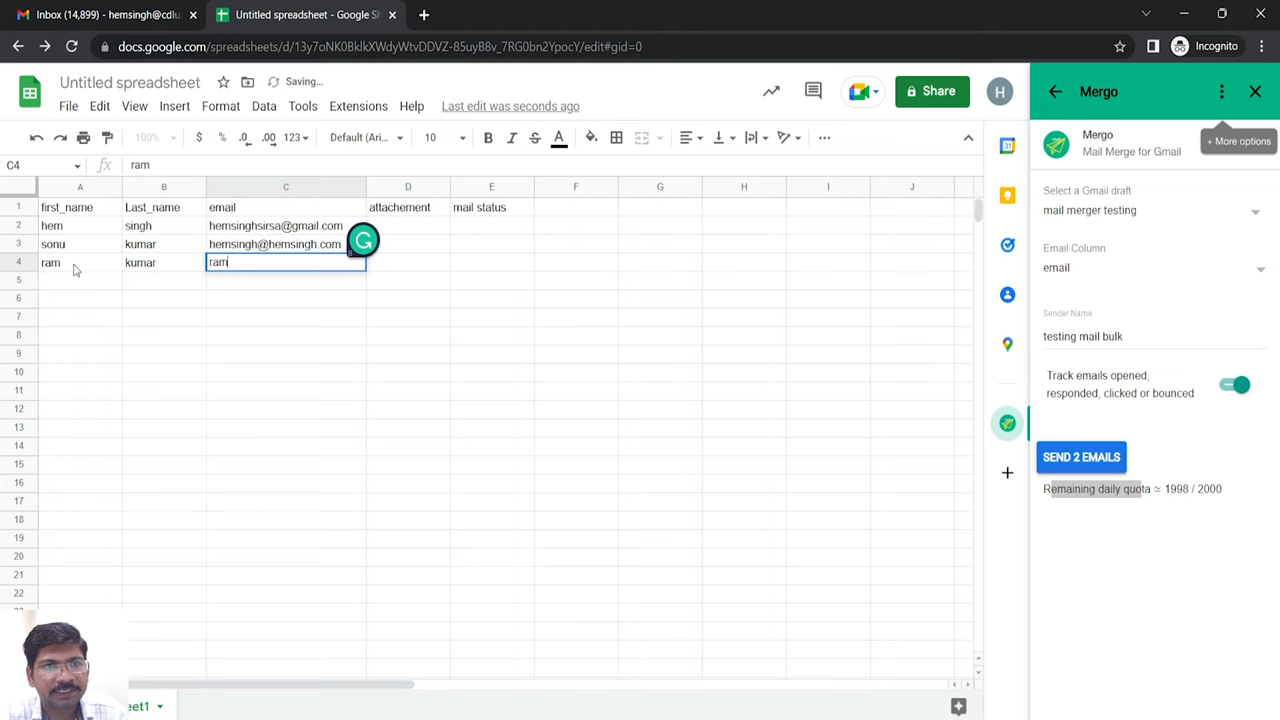 Inbox (14,899) - hemsingh@cdlu.
Untitled spreadsheet - Google Sh
docs.google.com/spreadsheets/d/13y7oNK0BklkXWdyWtvDDVZ-85uyB8v_7RG0bn2YpocY/edit#gid=0
Incognito
Untitled spreadsheet
Saving...
File Edit View Insert Format Data Tools Extensions Help Last edit was seconds ago
Share
H
100% $ % .0 .00 123 Default (Ari... 10 B I S A
C4 fx ram
A B C D E F G H I J
1 first_name Last_name email attachement mail status
2 hem singh hemsinghsirsa@gmail.com
3 sonu kumar hemsingh@hemsingh.com
4 ram kumar ram
5
6
7
8
9
10
11
12
13
14
15
16
17
18
19
20
21
22
eet1
Mergo
+ More options
Mergo
Mail Merge for Gmail
Select a Gmail draft
mail merger testing
Email Column
email
Sender Name
testing mail bulk
Track emails opened,
responded, clicked or bounced
SEND 2 EMAILS
Remaining daily quota ≃ 1998 / 2000